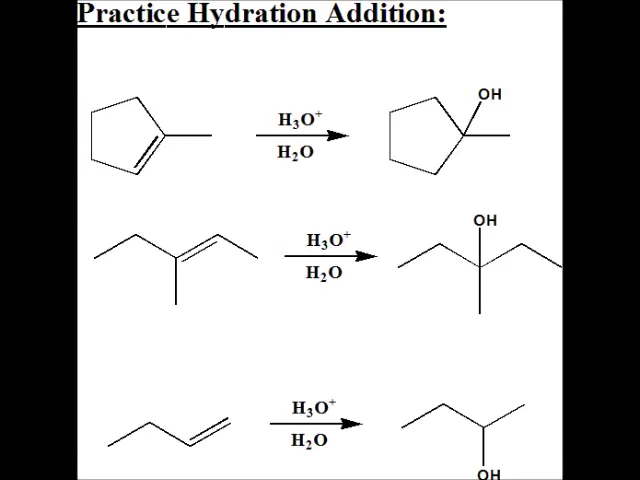 Practice Hydration Addition:
OH
H₃O⁺
H₂O
OH
H₃O⁺
H₂O
H₃O⁺
H₂O
OH